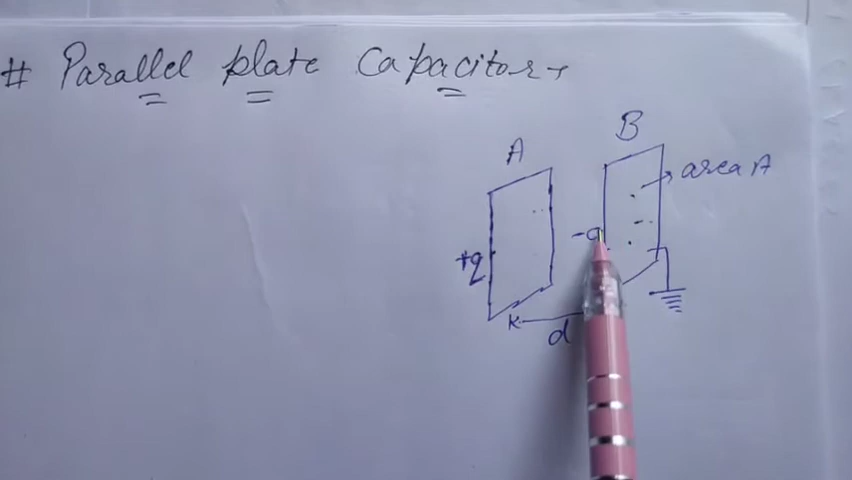 # Parallel plate Capacitor →
B
A
area A
+q
-q
d